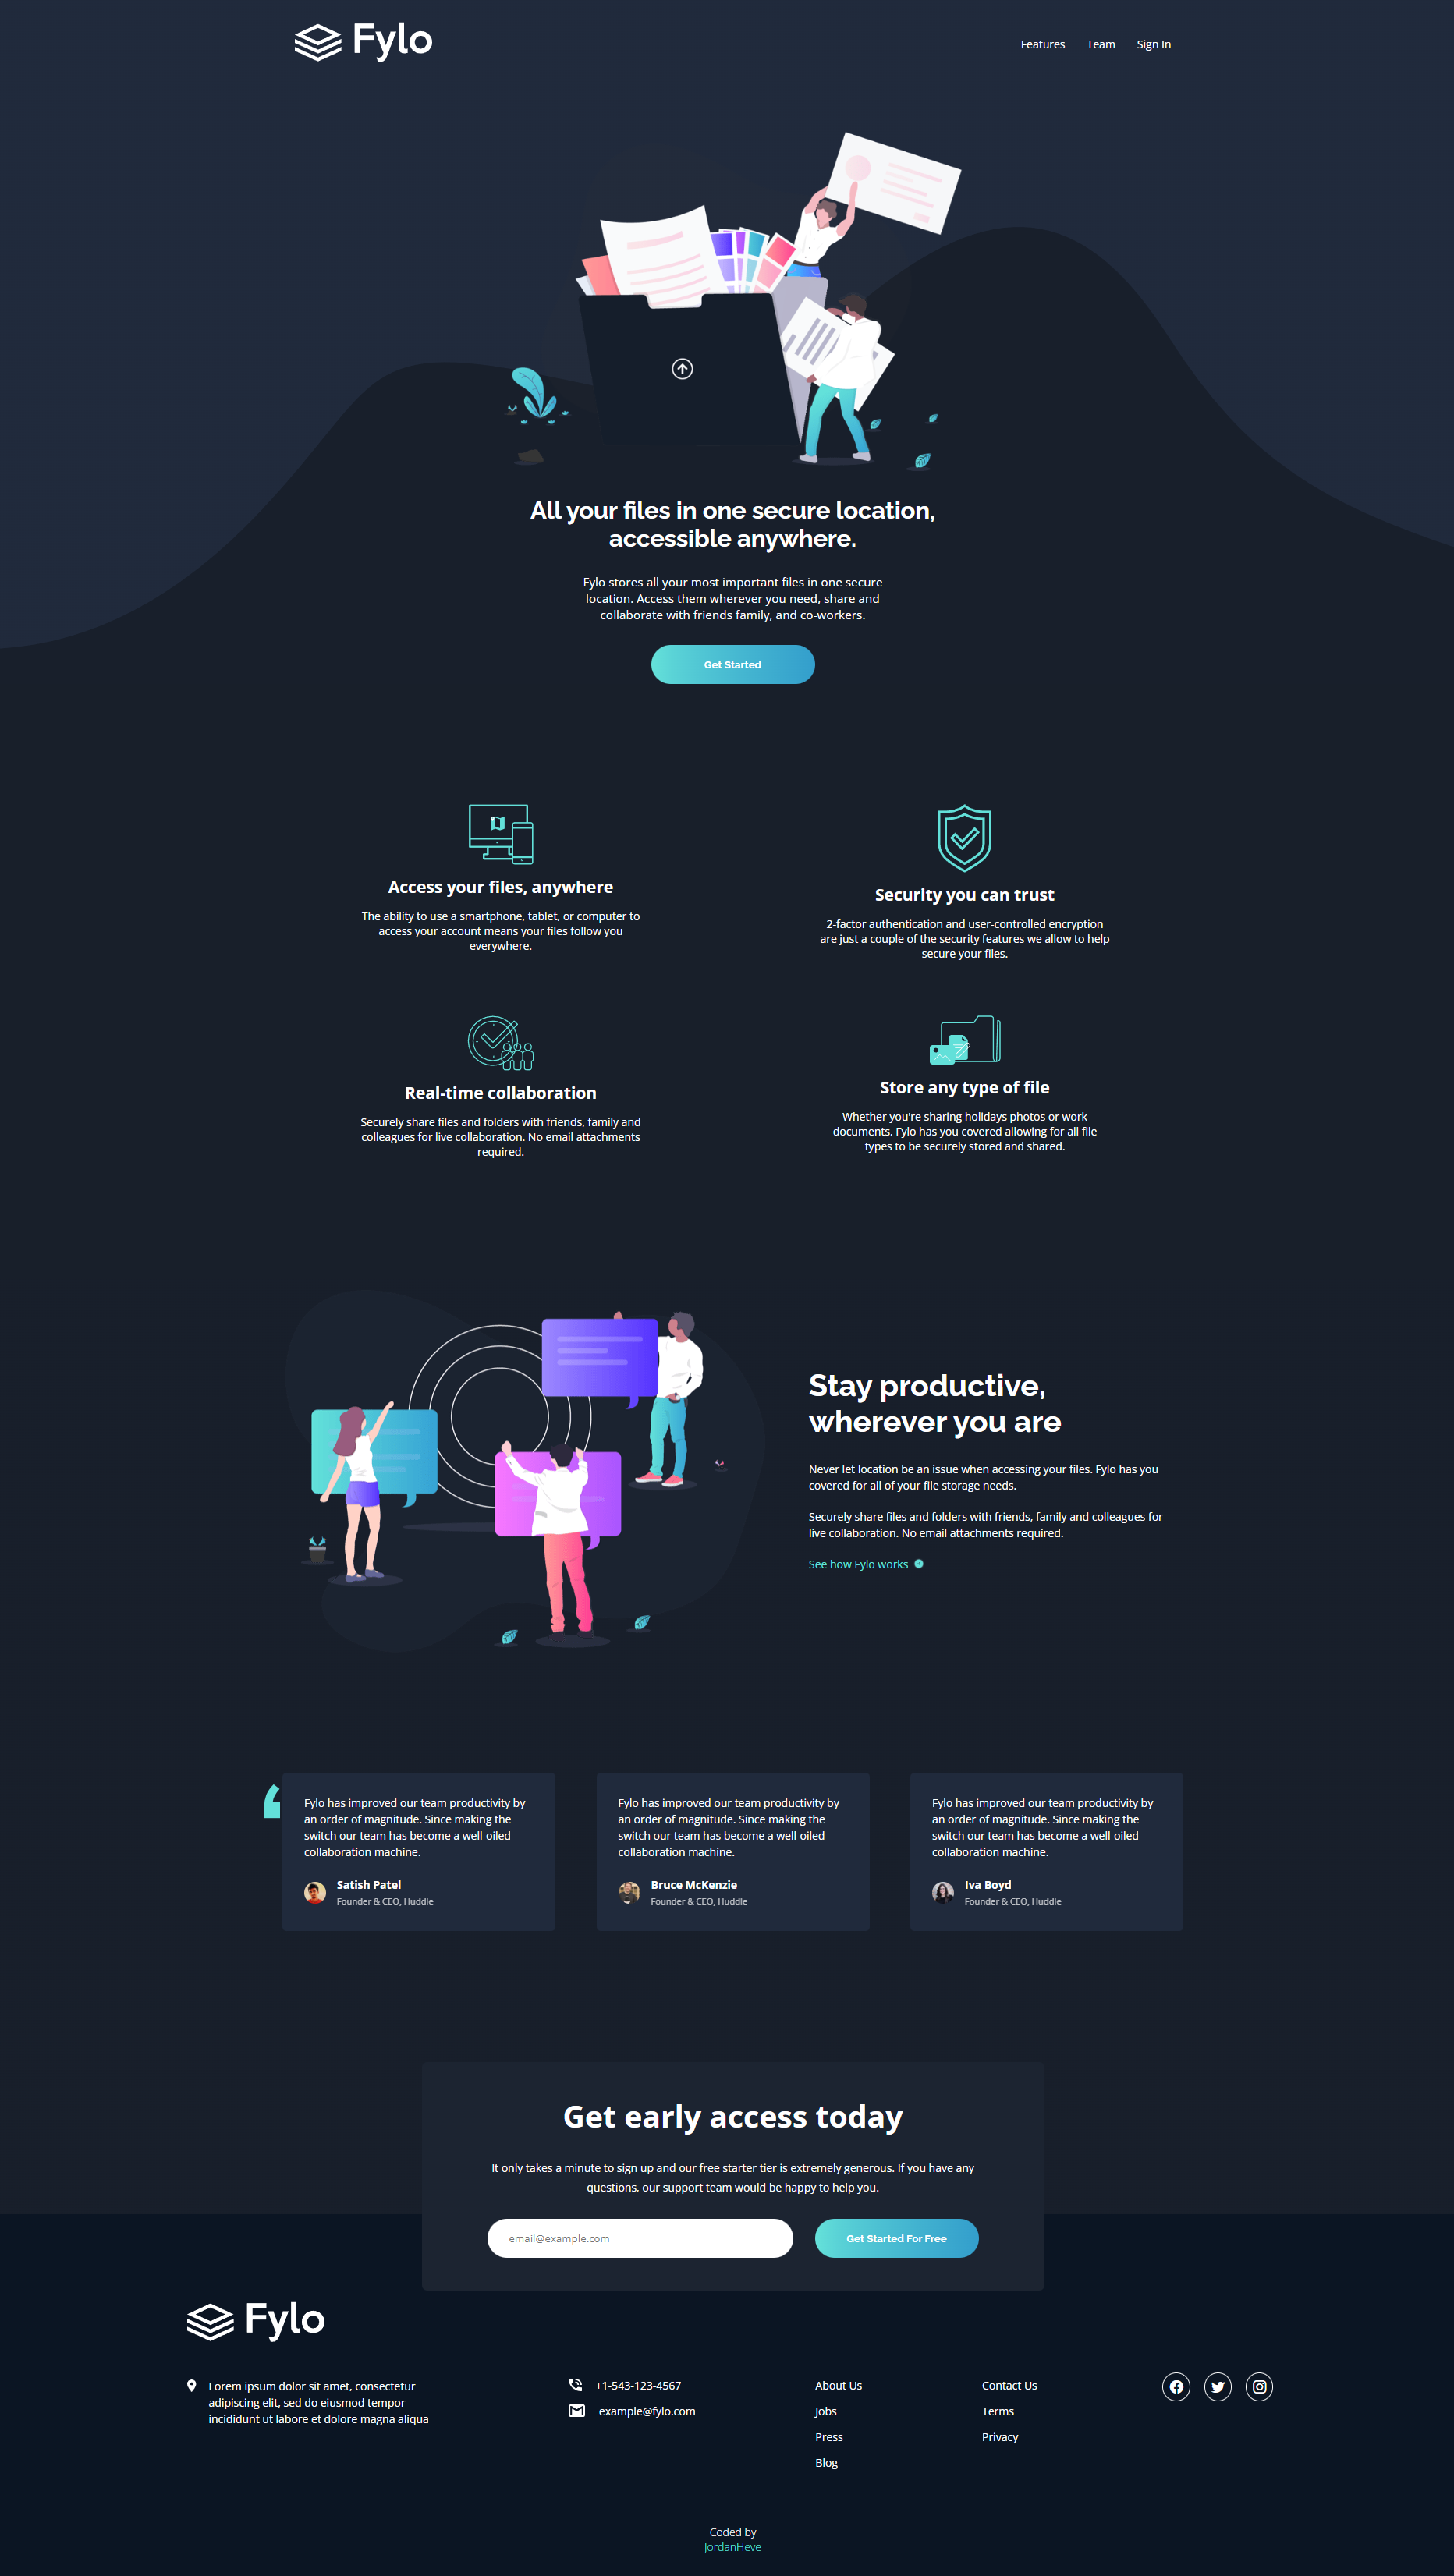 Fylo
Features
Team
Sign In
All your files in one secure location,
accessible anywhere.
Fylo stores all your most important files in one secure
location. Access them wherever you need, share and
collaborate with friends family, and co-workers.
Get Started
Access your files, anywhere
The ability to use a smartphone, tablet, or computer to
access your account means your files follow you
everywhere.
Security you can trust
2-factor authentication and user-controlled encryption
are just a couple of the security features we allow to help
secure your files.
Real-time collaboration
Securely share files and folders with friends, family and
colleagues for live collaboration. No email attachments
required.
Store any type of file
Whether you're sharing holidays photos or work
documents, Fylo has you covered allowing for all file
types to be securely stored and shared.
Stay productive,
wherever you are
Never let location be an issue when accessing your files. Fylo has you
covered for all of your file storage needs.
Securely share files and folders with friends, family and colleagues for
live collaboration. No email attachments required.
See how Fylo works
Fylo has improved our team productivity by
an order of magnitude. Since making the
switch our team has become a well-oiled
collaboration machine.
Satish Patel
Founder & CEO, Huddle
Fylo has improved our team productivity by
an order of magnitude. Since making the
switch our team has become a well-oiled
collaboration machine.
Bruce McKenzie
Founder & CEO, Huddle
Fylo has improved our team productivity by
an order of magnitude. Since making the
switch our team has become a well-oiled
collaboration machine.
Iva Boyd
Founder & CEO, Huddle
Get early access today
It only takes a minute to sign up and our free starter tier is extremely generous. If you have any
questions, our support team would be happy to help you.
email@example.com
Get Started For Free
Fylo
Lorem ipsum dolor sit amet, consectetur
adipiscing elit, sed do eiusmod tempor
incididunt ut labore et dolore magna aliqua
+1-543-123-4567
example@fylo.com
About Us
Jobs
Press
Blog
Contact Us
Terms
Privacy
Coded by
JordanHeve